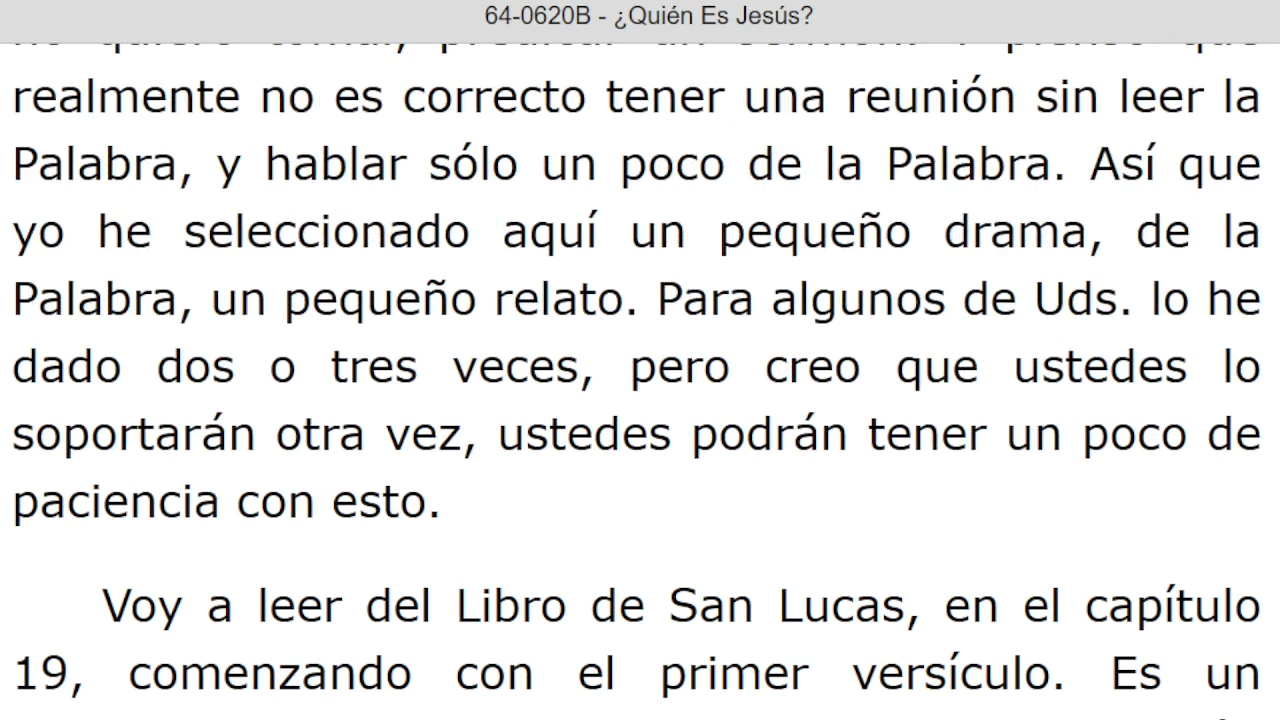 64-0620B - ¿Quién Es Jesús?
realmente no es correcto tener una reunión sin leer la
Palabra, y hablar sólo un poco de la Palabra. Así que
yo he seleccionado aquí un pequeño drama, de la
Palabra, un pequeño relato. Para algunos de Uds. lo he
dado dos o tres veces, pero creo que ustedes lo
soportarán otra vez, ustedes podrán tener un poco de
paciencia con esto.
Voy a leer del Libro de San Lucas, en el capítulo
19, comenzando con el primer versículo. Es un